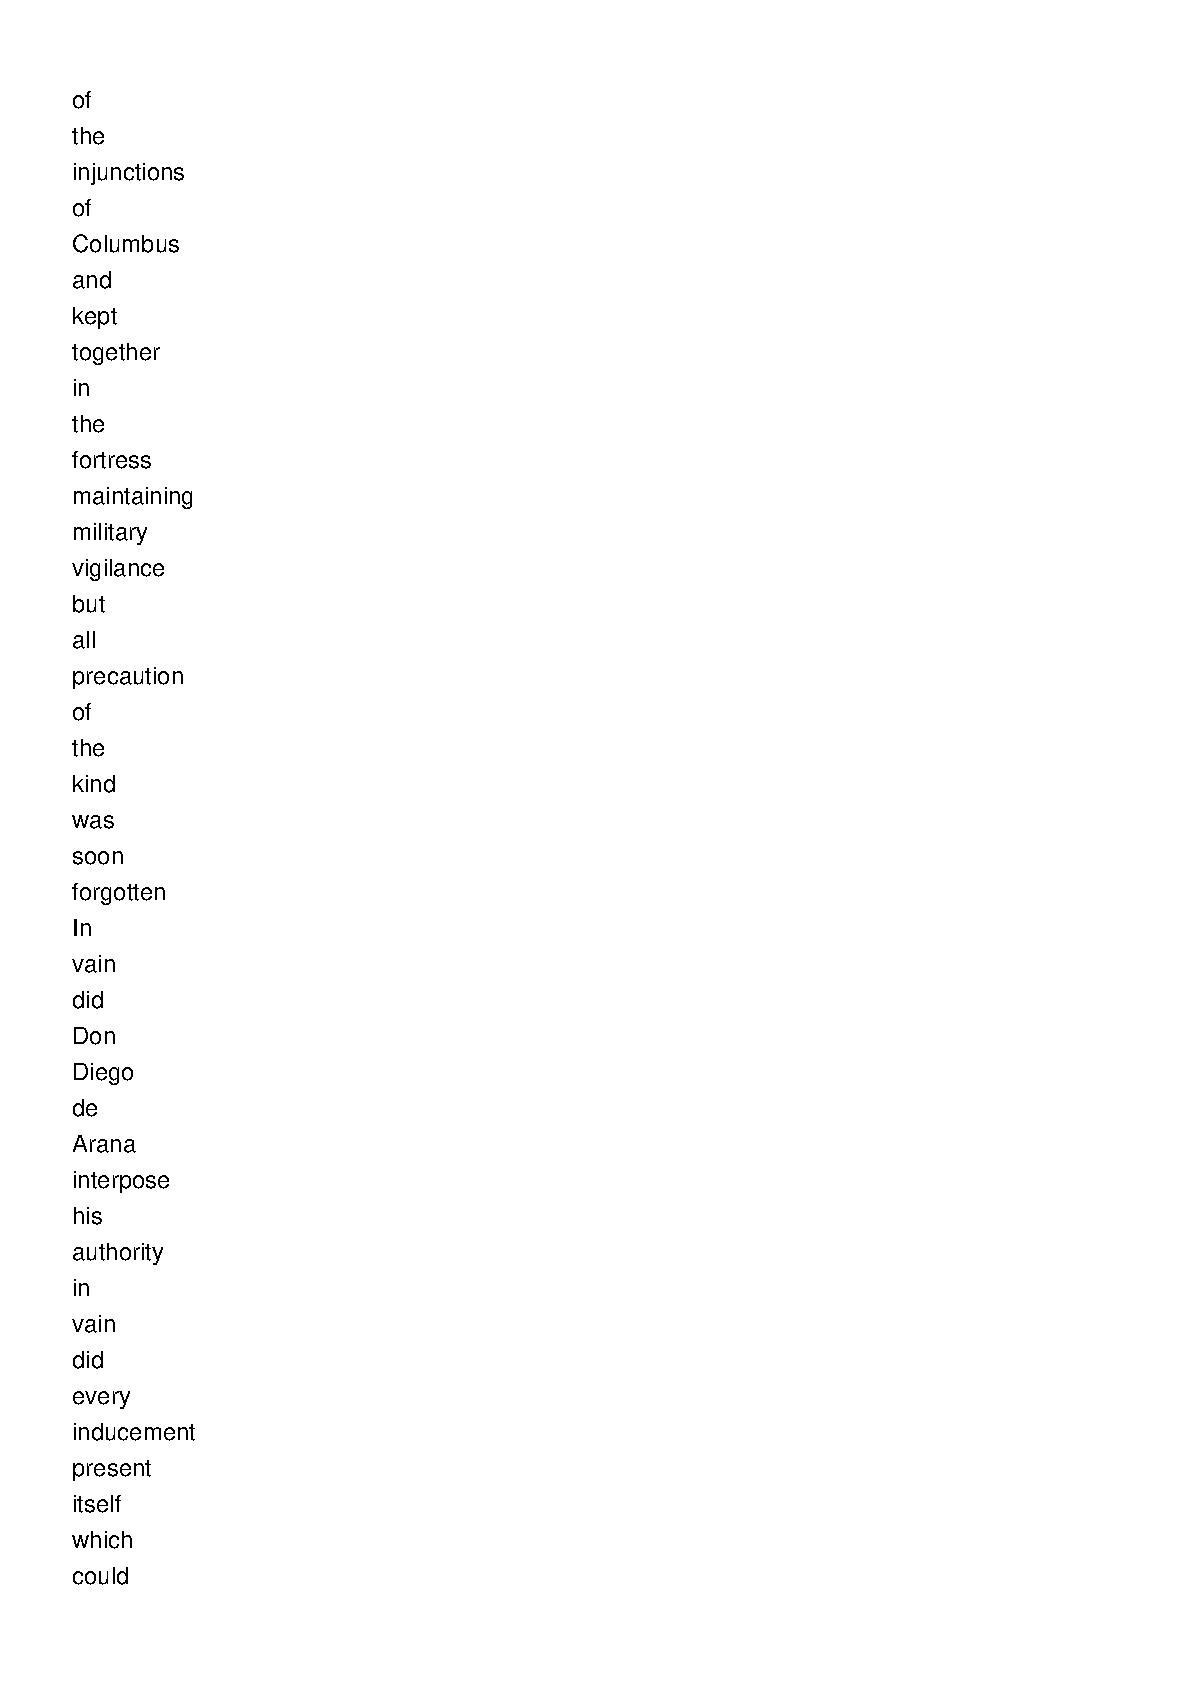 of
the
injunctions
of
Columbus
and
kept
together
in
the
fortress
maintaining
military
vigilance
but
all
precaution
of
the
kind
was
soon
forgotten
In
vain
did
Don
Diego
de
Arana
interpose
his
authority
in
vain
did
every
inducement
present
itself
which
could